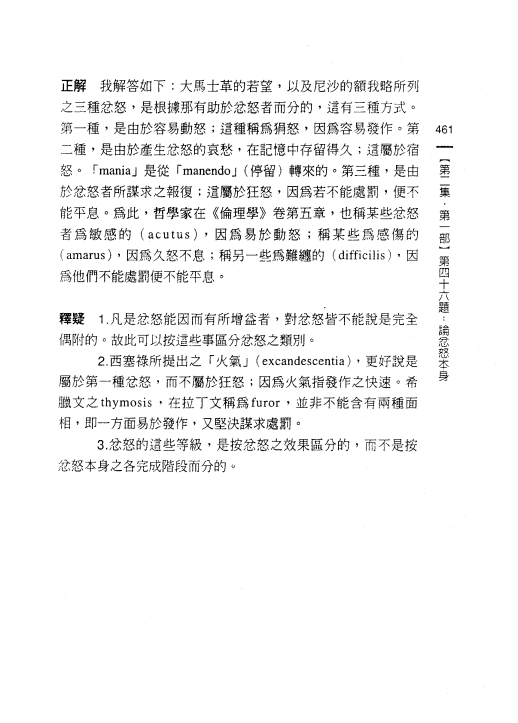 正解　我解答如下：大馬士革的若望，以及尼沙的額我略所列
之三種忿怒，是根據那有助於忿怒者而分的，這有三種方式。
第一種，是由於容易動怒；這種稱爲狷怒，因爲容易發作。第
二種，是由於產生忿怒的哀愁，在記憶中存留得久；這屬於宿
怒。「mania」是從「manendo」（停留）轉來的。第三種，是由
於忿怒者所謀求之報復；這屬於狂怒，因爲若不能處罰，便不
能平息。爲此，哲學家在《倫理學》卷第五章，也稱某些忿怒
者爲敏感的（acutus），因爲易於動怒；稱某些爲感傷的
（amarus），因爲久怒不息；稱另一些爲難纏的（difficilis），因
爲他們不能處罰便不能平息。
釋疑　1.凡是忿怒能因而有所增益者，對忿怒皆不能說是完全
偶附的。故此可以按這些事區分忿怒之類別。
2.西塞祿所提出之「火氣」（excandescentia），更好說是
屬於第一種忿怒，而不屬於狂怒；因爲火氣指發作之快速。希
臘文之thymosis，在拉丁文稱爲furor，並非不能含有兩種面
相，即一方面易於發作，又堅決謀求處罰。
3.忿怒的這些等級，是按忿怒之效果區分的，而不是按
忿怒本身之各完成階段而分的。
461
【第二集．第一部】第四十六題：論忿怒本身